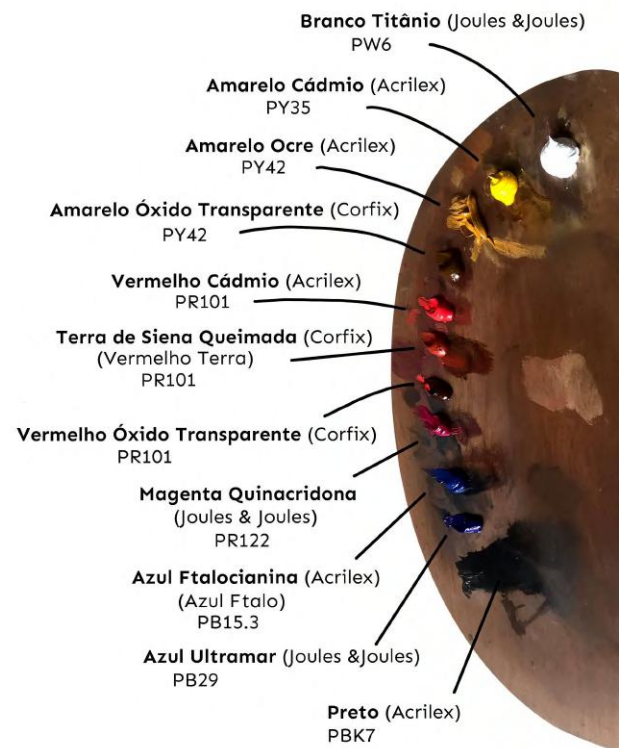 Branco Titânio (Joules &Joules)
PW6
Amarelo Cádmio (Acrilex)
PY35
Amarelo Ocre (Acrilex)
PY42
Amarelo Óxido Transparente (Corfix)
PY42
Vermelho Cádmio (Acrilex)
PR101
Terra de Siena Queimada (Corfix)
(Vermelho Terra)
PR101
Vermelho Óxido Transparente (Corfix)
PR101
Magenta Quinacridona
(Joules & Joules)
PR122
Azul Ftalocianina (Acrilex)
(Azul Ftalo)
PB15.3
Azul Ultramar (Joules &Joules)
PB29
Preto (Acrilex)
PBK7